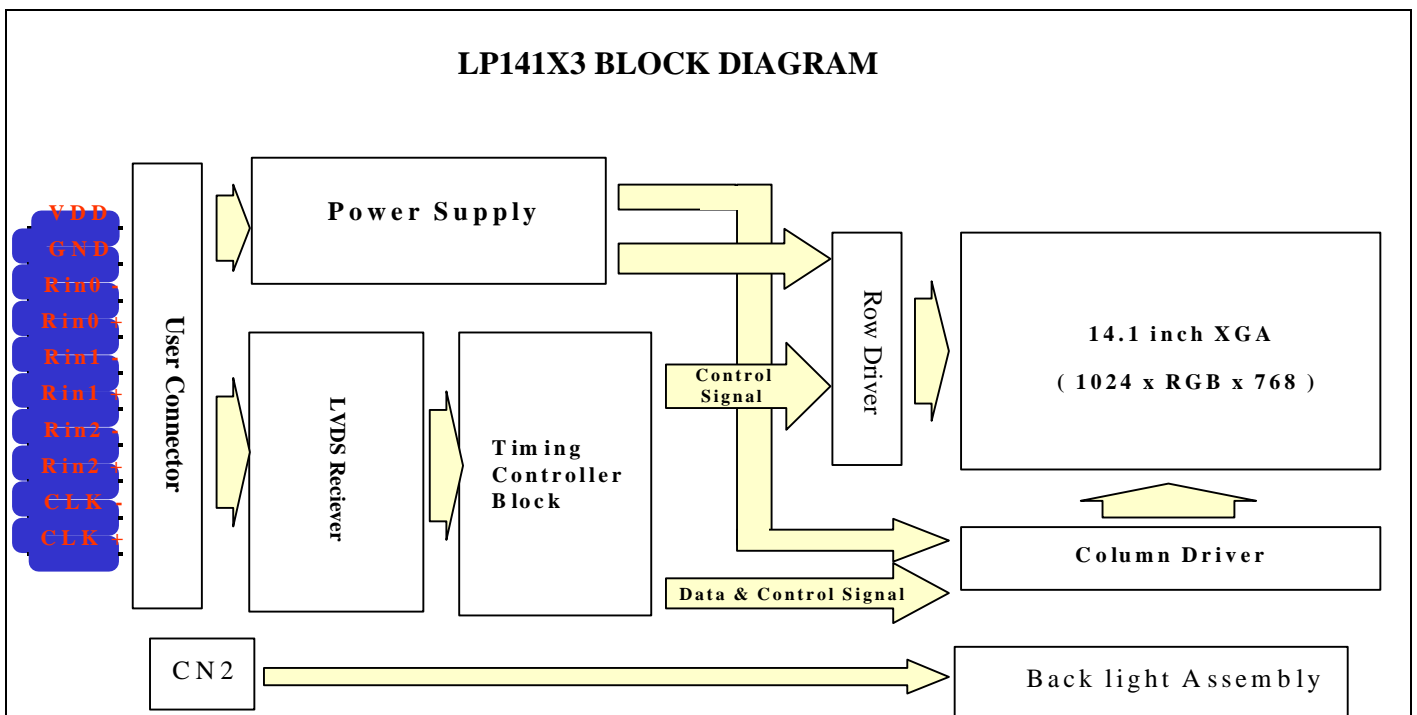 LP141X3 BLOCK DIAGRAM
VDD
GND
Rin0 -
Rin0 +
Rin1 -
Rin1 +
Rin2 -
Rin2 +
CLK -
CLK +
User Connector
Power Supply
LVDS Reciever
Timing
Controller
Block
Control
Signal
Data & Control Signal
Row Driver
14.1 inch XGA
( 1024 x RGB x 768 )
Column Driver
CN2
Back light Assembly